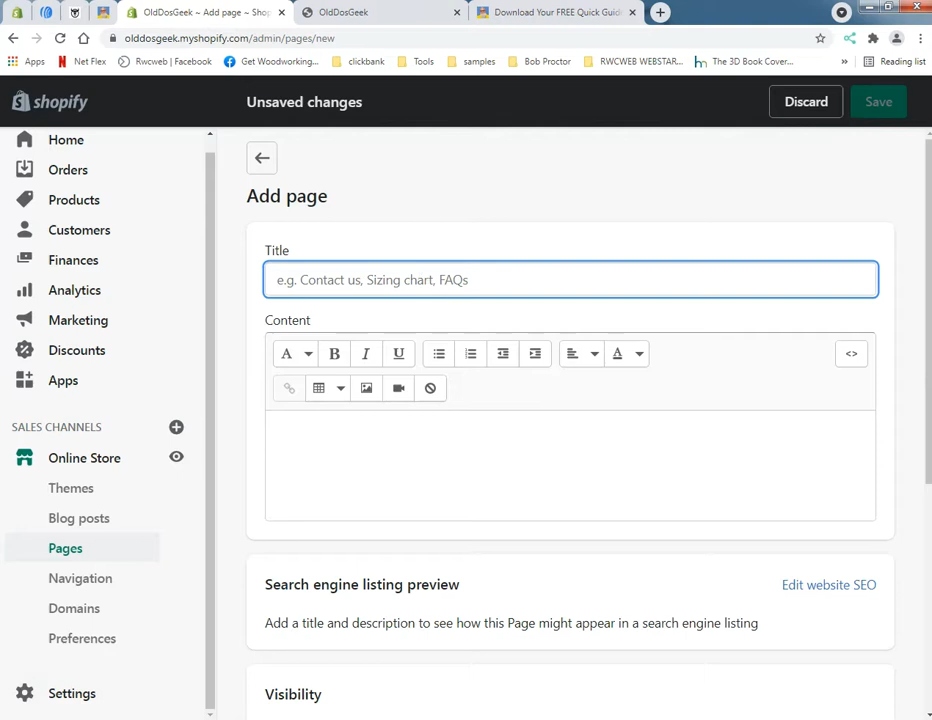 OldDosGeek ~ Add page ~ Shop
OldDosGeek
Download Your FREE Quick Guid
olddosgeek.myshopify.com/admin/pages/new
Apps
Net Flex
Rwcweb | Facebook
Get Woodworking...
clickbank
Tools
samples
Bob Proctor
RWCWEB WEBSTAR...
The 3D Book Cover...
»
Reading list
shopify
Unsaved changes
Discard
Save
Home
Orders
Products
Customers
Finances
Analytics
Marketing
Discounts
Apps
SALES CHANNELS
Online Store
Themes
Blog posts
Pages
Navigation
Domains
Preferences
Settings
Add page
Title
e.g. Contact us, Sizing chart, FAQs
Content
A B I U A <>
Search engine listing preview
Edit website SEO
Add a title and description to see how this Page might appear in a search engine listing
Visibility